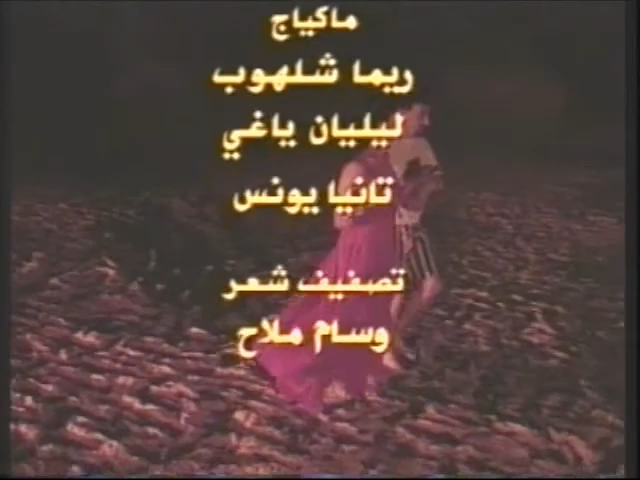 ماكياج
ريما شلهوب
ليليان ياغي
تانيا يونس
تصفيف شعر
وسام ملاح